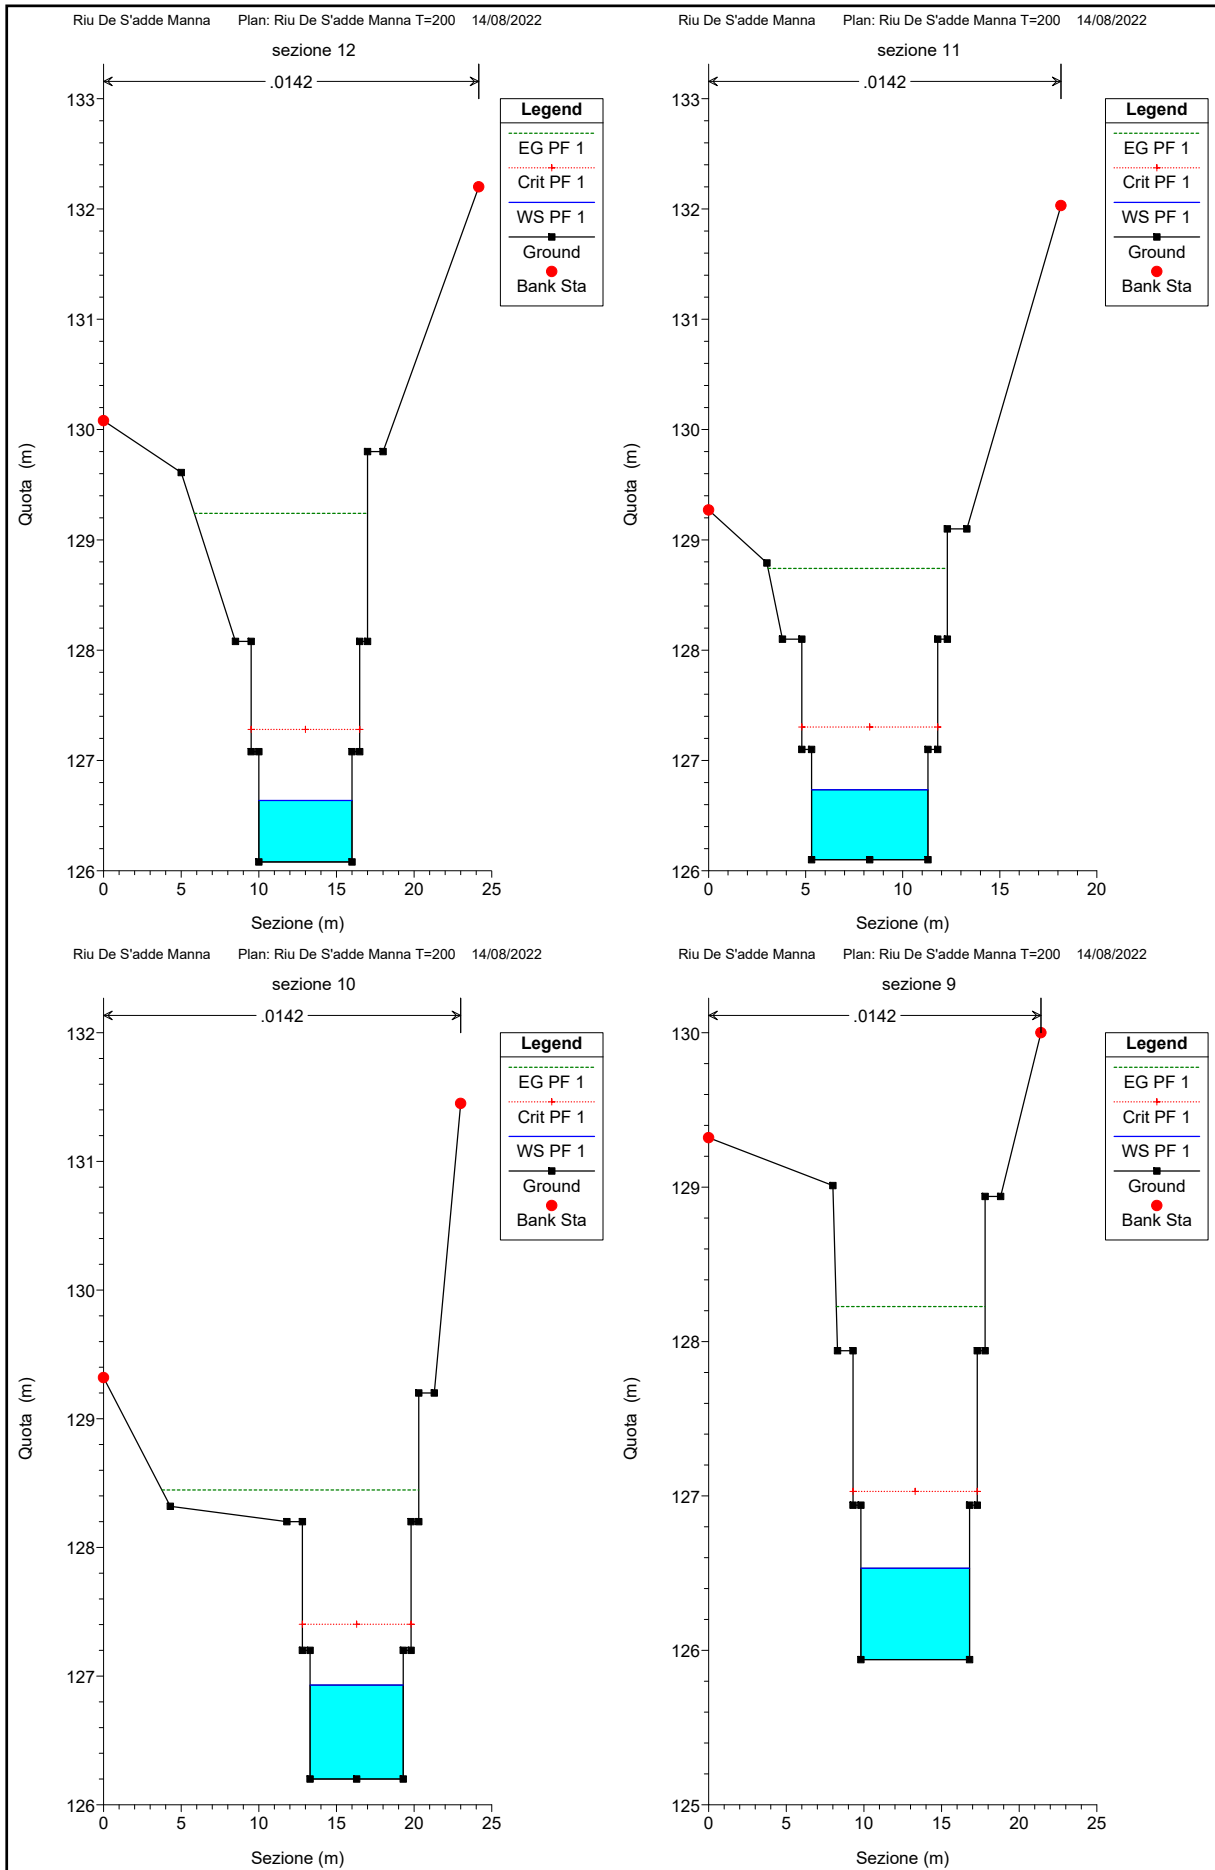 Riu De S'adde Manna Plan: Riu De S'adde Manna T=200 14/08/2022
sezione 12
.0142
133
132
131
130
129
128
127
126
0 5 10 15 20 25
Quota (m)
Sezione (m)
Legend
EG PF 1
Crit PF 1
WS PF 1
Ground
Bank Sta
Riu De S'adde Manna Plan: Riu De S'adde Manna T=200 14/08/2022
sezione 11
.0142
133
132
131
130
129
128
127
126
0 5 10 15 20
Quota (m)
Sezione (m)
Legend
EG PF 1
Crit PF 1
WS PF 1
Ground
Bank Sta
Riu De S'adde Manna Plan: Riu De S'adde Manna T=200 14/08/2022
sezione 10
.0142
132
131
130
129
128
127
126
0 5 10 15 20 25
Quota (m)
Sezione (m)
Legend
EG PF 1
Crit PF 1
WS PF 1
Ground
Bank Sta
Riu De S'adde Manna Plan: Riu De S'adde Manna T=200 14/08/2022
sezione 9
.0142
130
129
128
127
126
125
0 5 10 15 20 25
Quota (m)
Sezione (m)
Legend
EG PF 1
Crit PF 1
WS PF 1
Ground
Bank Sta